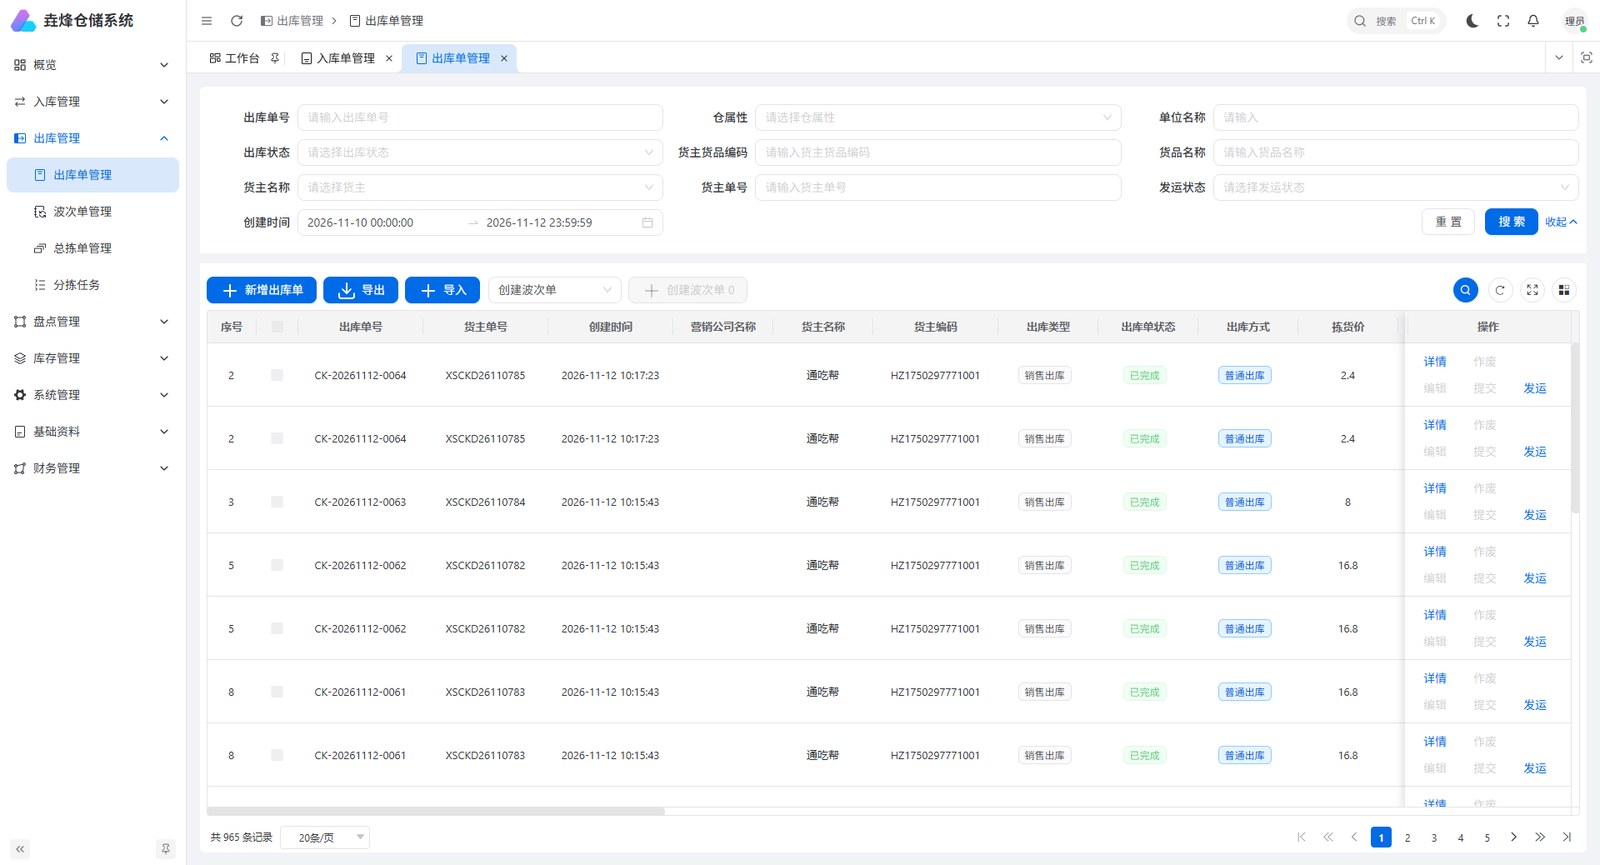 垚烽仓储系统
出库管理
出库单管理
搜索
Ctrl K
理员
概览
入库管理
出库管理
出库单管理
波次单管理
总拣单管理
分拣任务
盘点管理
库存管理
系统管理
基础资料
财务管理
工作台
入库单管理
出库单管理
出库单号 请输入出库单号 仓属性 请选择仓属性 单位名称 请输入
出库状态 请选择出库状态 货主货品编码 请输入货主货品编码 货品名称 请输入货品名称
货主名称 请选择货主 货主单号 请输入货主单号 发运状态 请选择发运状态
创建时间 2026-11-10 00:00:00 → 2026-11-12 23:59:59 重 置 搜 索 收起
新增出库单 导出 导入 创建波次单 创建波次单 0
序号 出库单号 货主单号 创建时间 营销公司名称 货主名称 货主编码 出库类型 出库单状态 出库方式 拣货价 操作
2 CK-20261112-0064 XSCKD26110785 2026-11-12 10:17:23 通吃帮 HZ1750297771001 销售出库 已完成 普通出库 2.4 详情 作废
编辑 提交 发运
2 CK-20261112-0064 XSCKD26110785 2026-11-12 10:17:23 通吃帮 HZ1750297771001 销售出库 已完成 普通出库 2.4 详情 作废
编辑 提交 发运
3 CK-20261112-0063 XSCKD26110784 2026-11-12 10:15:43 通吃帮 HZ1750297771001 销售出库 已完成 普通出库 8 详情 作废
编辑 提交 发运
5 CK-20261112-0062 XSCKD26110782 2026-11-12 10:15:43 通吃帮 HZ1750297771001 销售出库 已完成 普通出库 16.8 详情 作废
编辑 提交 发运
5 CK-20261112-0062 XSCKD26110782 2026-11-12 10:15:43 通吃帮 HZ1750297771001 销售出库 已完成 普通出库 16.8 详情 作废
编辑 提交 发运
8 CK-20261112-0061 XSCKD26110783 2026-11-12 10:15:43 通吃帮 HZ1750297771001 销售出库 已完成 普通出库 16.8 详情 作废
编辑 提交 发运
8 CK-20261112-0061 XSCKD26110783 2026-11-12 10:15:43 通吃帮 HZ1750297771001 销售出库 已完成 普通出库 16.8 详情 作废
编辑 提交 发运
详情 作废
共 965 条记录 20条/页 1 2 3 4 5